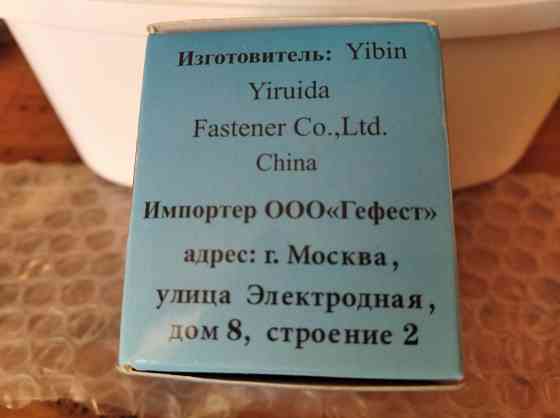 Изготовитель: Yibin
Yiruida
Fastener Co.,Ltd.
China
Импортер ООО«Гефест»
адрес: г. Москва,
улица Электродная,
дом 8, строение 2